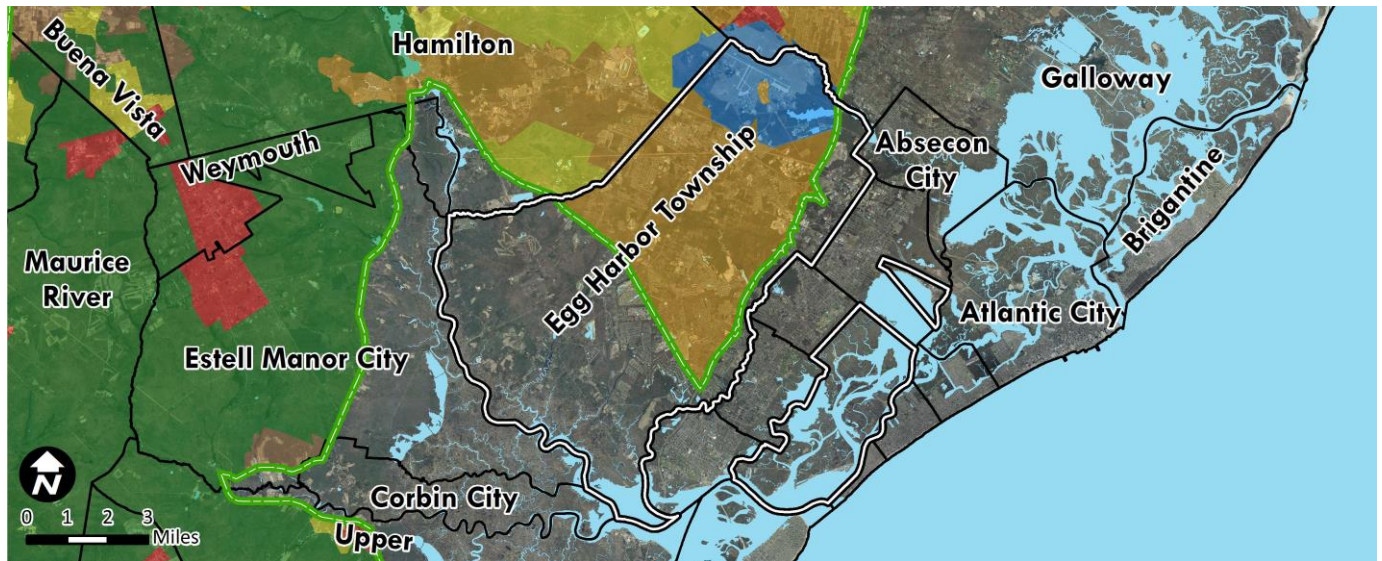 Buena Vista
Hamilton
Galloway
Weymouth
Absecon
City
Egg Harbor Township
Brigantine
Maurice
River
Atlantic City
Estell Manor City
Corbin City
Upper
N
0 1 2 3
Miles